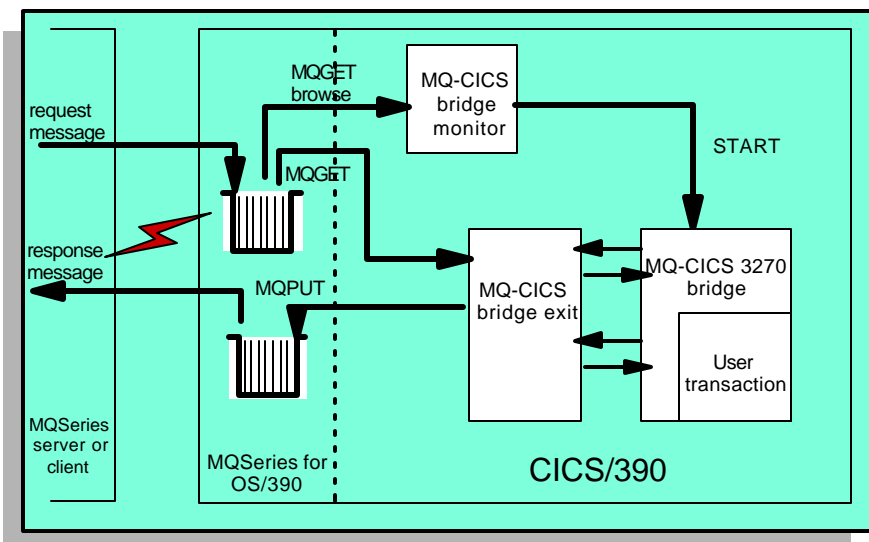 MQGET
browse
MQ-CICS
bridge
monitor
request
message
START
MQGET
response
message
MQPUT
MQ-CICS
bridge exit
MQ-CICS 3270
bridge
User
transaction
MQSeries
server or
client
MQSeries for
OS/390
CICS/390